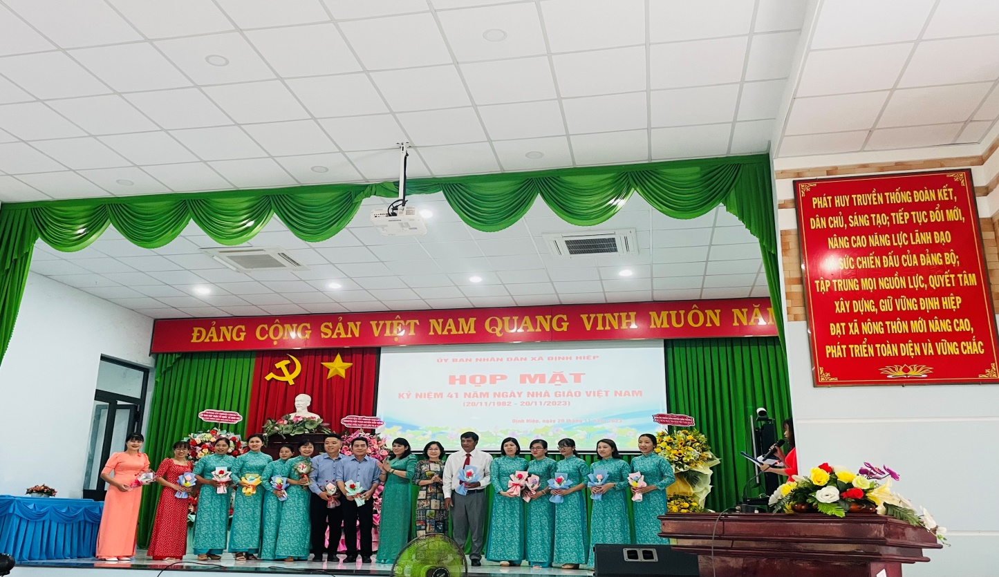 ĐẢNG CỘNG SẢN VIỆT NAM QUANG VINH MUÔN NĂM
ỦY BAN NHÂN DÂN XÃ ĐỊNH HIỆP
HỌP MẶT
KỶ NIỆM 41 NĂM NGÀY NHÀ GIÁO VIỆT NAM
(20/11/1982 - 20/11/2023)
Định Hiệp, ngày 20 tháng 11 năm 2023
PHÁT HUY TRUYỀN THỐNG ĐOÀN KẾT,
DÂN CHỦ, SÁNG TẠO; TIẾP TỤC ĐỔI MỚI,
NÂNG CAO NĂNG LỰC LÃNH ĐẠO
SỨC CHIẾN ĐẤU CỦA ĐẢNG BỘ;
TẬP TRUNG MỌI NGUỒN LỰC, QUYẾT TÂM
XÂY DỰNG, GIỮ VỮNG ĐỊNH HIỆP
ĐẠT XÃ NÔNG THÔN MỚI NÂNG CAO,
PHÁT TRIỂN TOÀN DIỆN VÀ VỮNG CHẮC